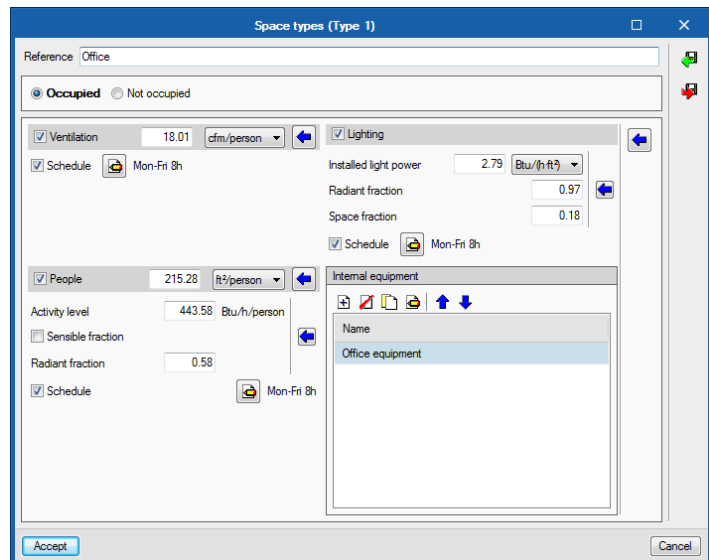 Space types (Type 1)
Reference Office
Occupied Not occupied
Ventilation 18.01 cfm/person
Schedule Mon-Fri 8h
Lighting
Installed light power 2.79 Btu/(h·ft²)
Radiant fraction 0.97
Space fraction 0.18
Schedule Mon-Fri 8h
People 215.28 ft²/person
Activity level 443.58 Btu/h/person
Sensible fraction
Radiant fraction 0.58
Schedule Mon-Fri 8h
Internal equipment
Name
Office equipment
Accept Cancel